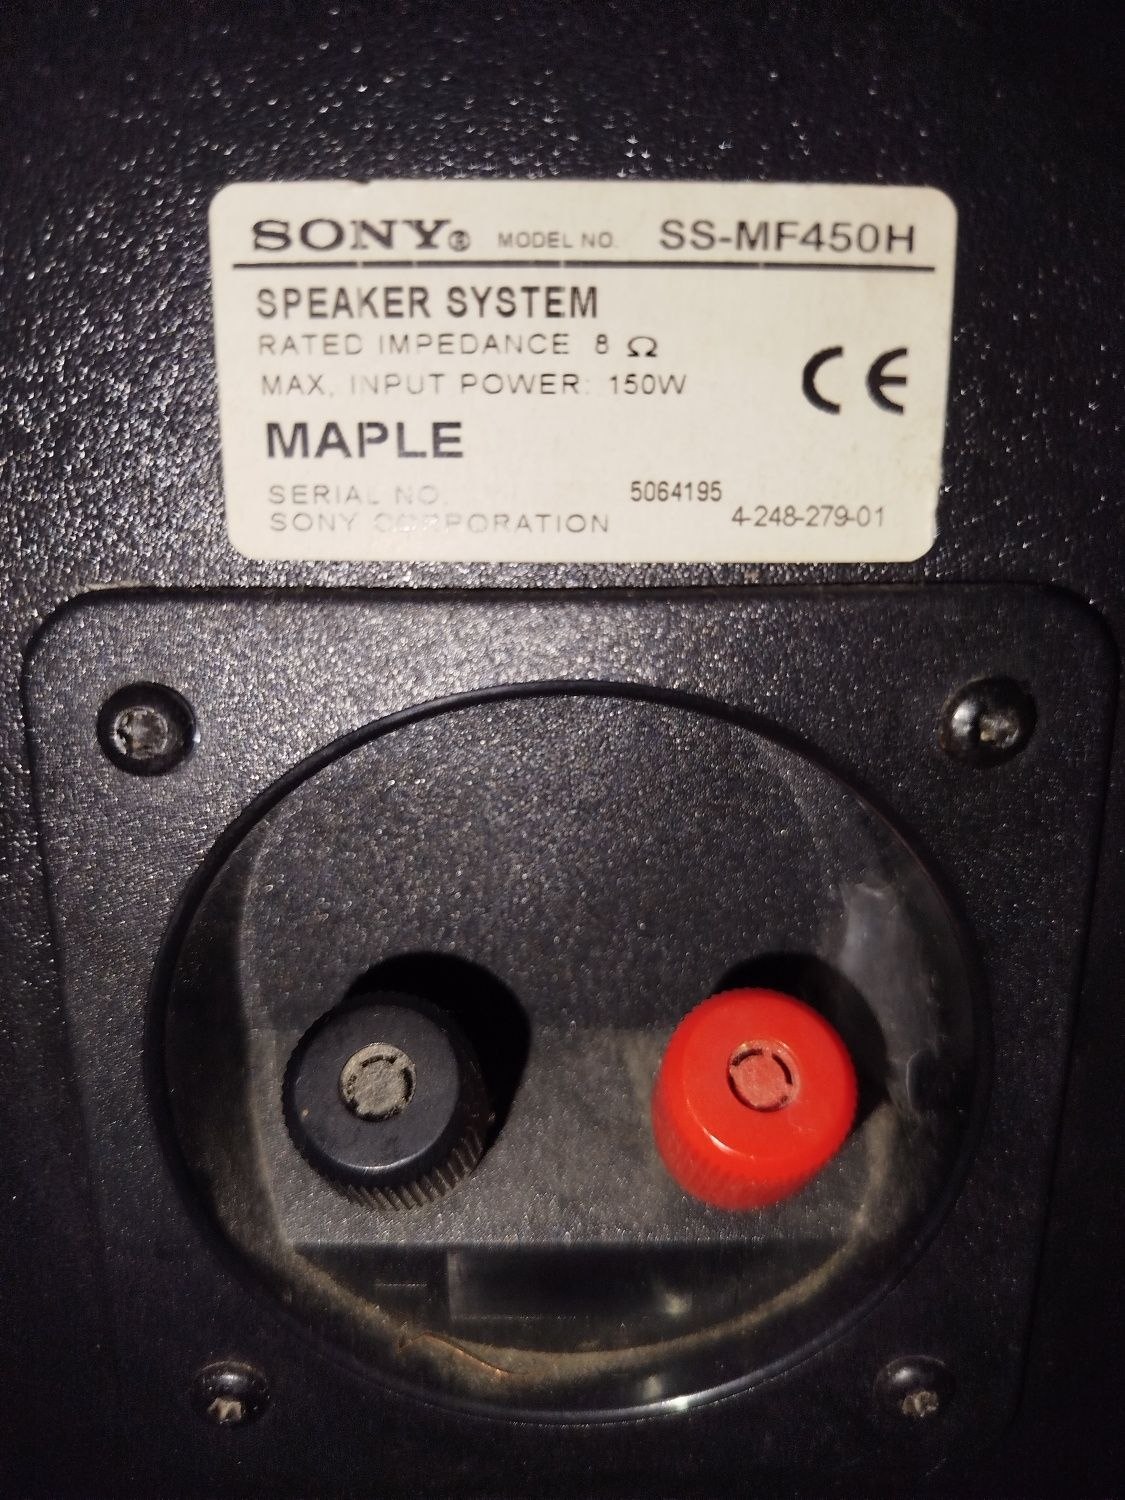 SONY® MODEL NO. SS-MF450H
SPEAKER SYSTEM
RATED IMPEDANCE 8 Ω
MAX. INPUT POWER: 150W
CE
MAPLE
SERIAL NO. 5064195
SONY CORPORATION 4-248-279-01